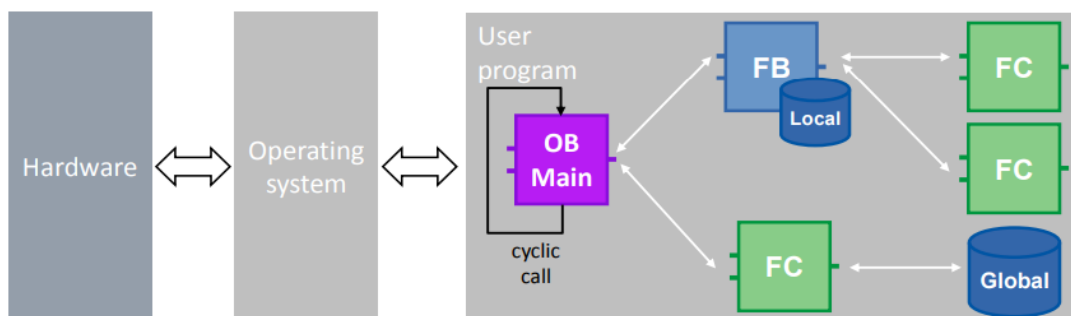 Hardware
Operating
system
User
program
OB
Main
cyclic
call
FB
Local
FC
FC
FC
Global